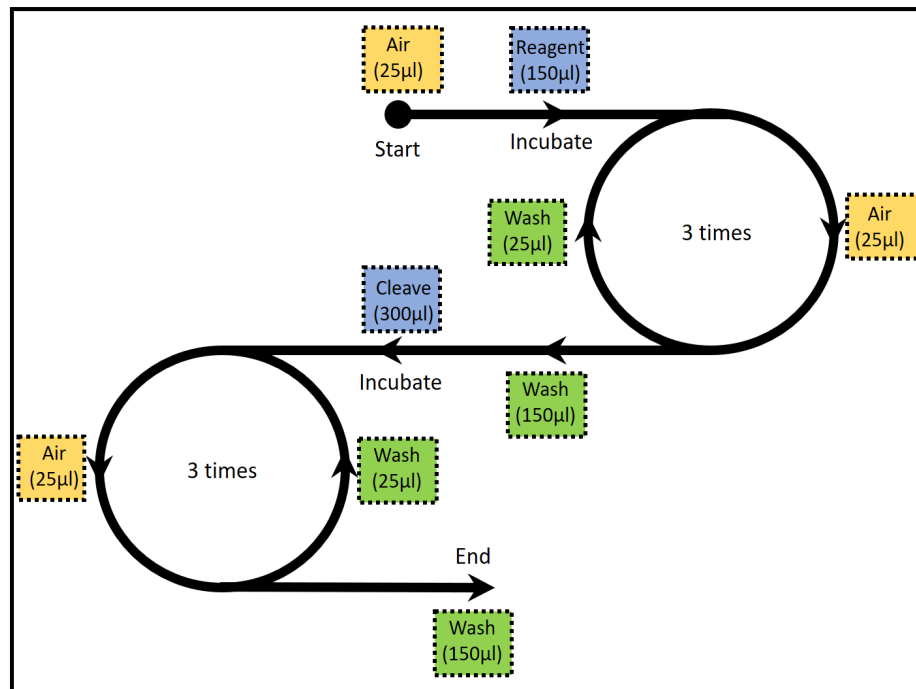 Air
(25µl)
Reagent
(150µl)
Start
Incubate
Wash
(25µl)
3 times
Air
(25µl)
Cleave
(300µl)
Incubate
Wash
(150µl)
Air
(25µl)
3 times
Wash
(25µl)
End
Wash
(150µl)